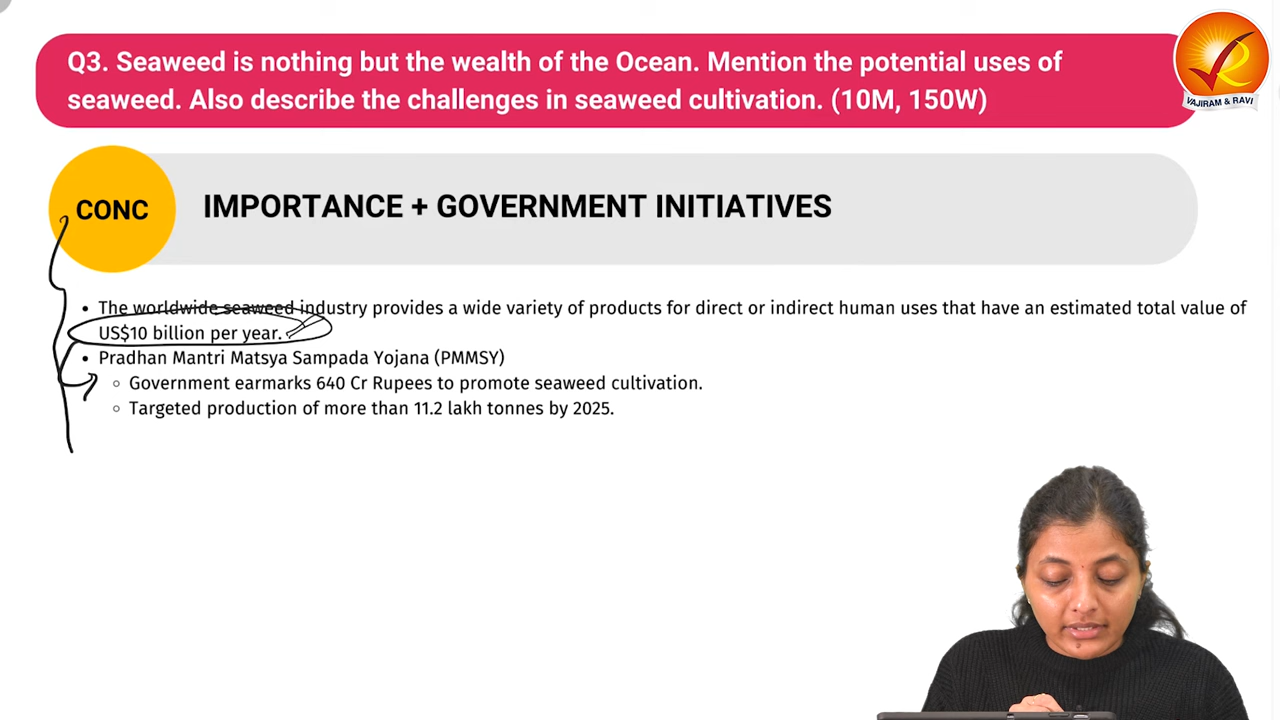 Q3. Seaweed is nothing but the wealth of the Ocean. Mention the potential uses of
seaweed. Also describe the challenges in seaweed cultivation. (10M, 150W)
VAJIRAM & RAVI
CONC
IMPORTANCE + GOVERNMENT INITIATIVES
• The worldwide seaweed industry provides a wide variety of products for direct or indirect human uses that have an estimated total value of
US$10 billion per year.
• Pradhan Mantri Matsya Sampada Yojana (PMMSY)
○ Government earmarks 640 Cr Rupees to promote seaweed cultivation.
○ Targeted production of more than 11.2 lakh tonnes by 2025.